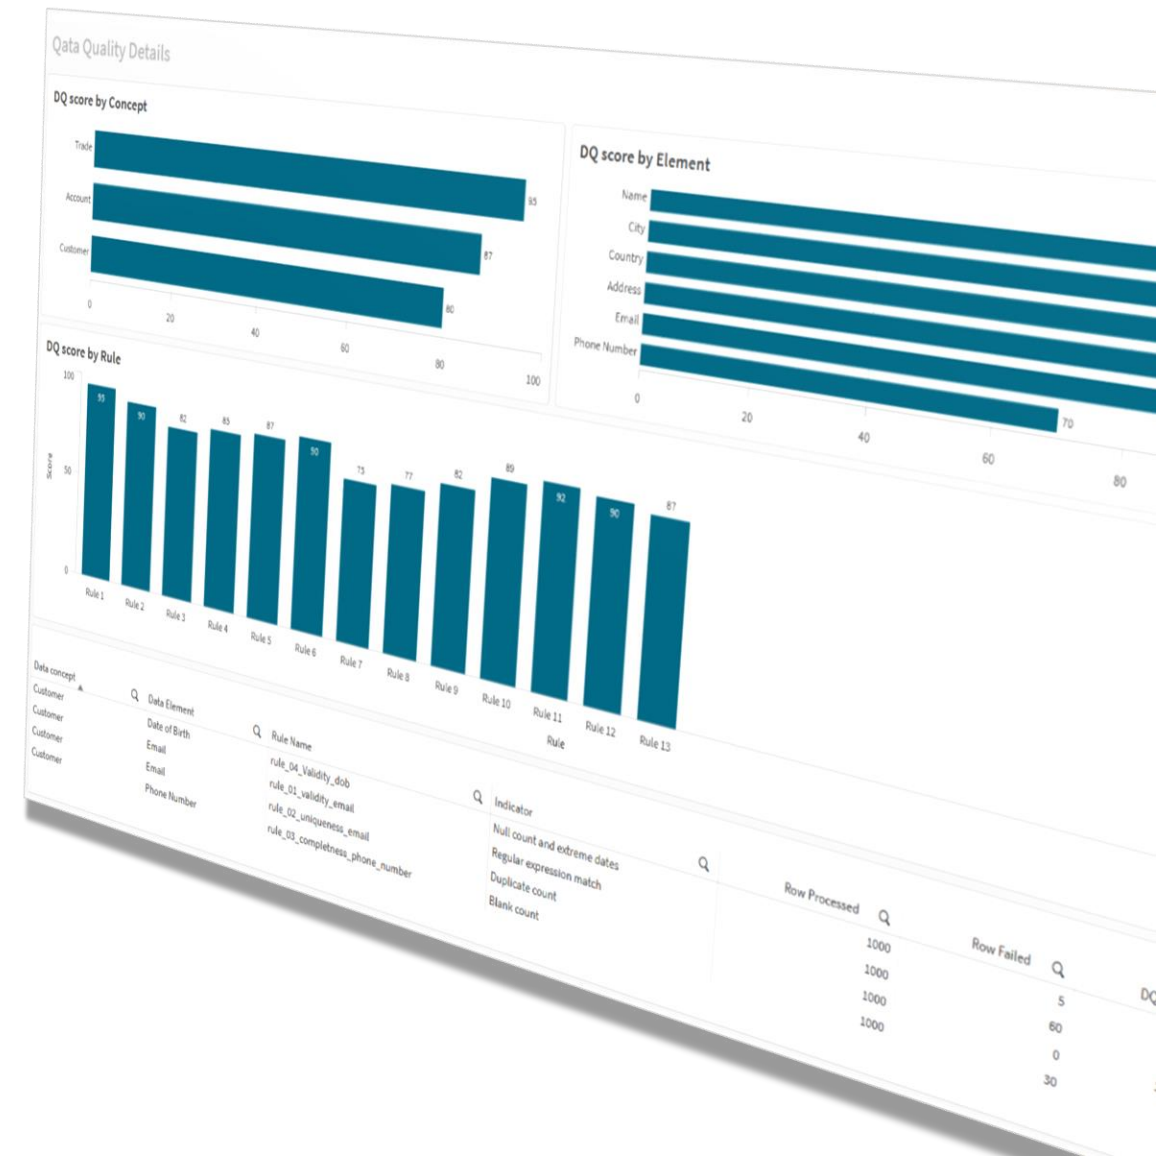 Qata Quality Details
DQ score by Concept
Trade
95
Account
87
Customer
80
0 20 40 60 80 100
DQ score by Element
Name
City
Country
Address
Email
Phone Number
70
0 20 40 60 80
DQ score by Rule
100
50
0
Score
95 90 82 85 87 90 75 77 82 89 92 90 87
Rule 1 Rule 2 Rule 3 Rule 4 Rule 5 Rule 6 Rule 7 Rule 8 Rule 9 Rule 10 Rule 11 Rule 12 Rule 13
Rule
Data concept Data Element Rule Name Indicator Row Processed Row Failed DQ
Customer Date of Birth rule_04_Validity_dob Null count and extreme dates 1000 5
Customer Email rule_01_validity_email Regular expression match 1000 60
Customer Email rule_02_uniqueness_email Duplicate count 1000 0
Customer Phone Number rule_03_completness_phone_number Blank count 1000 30